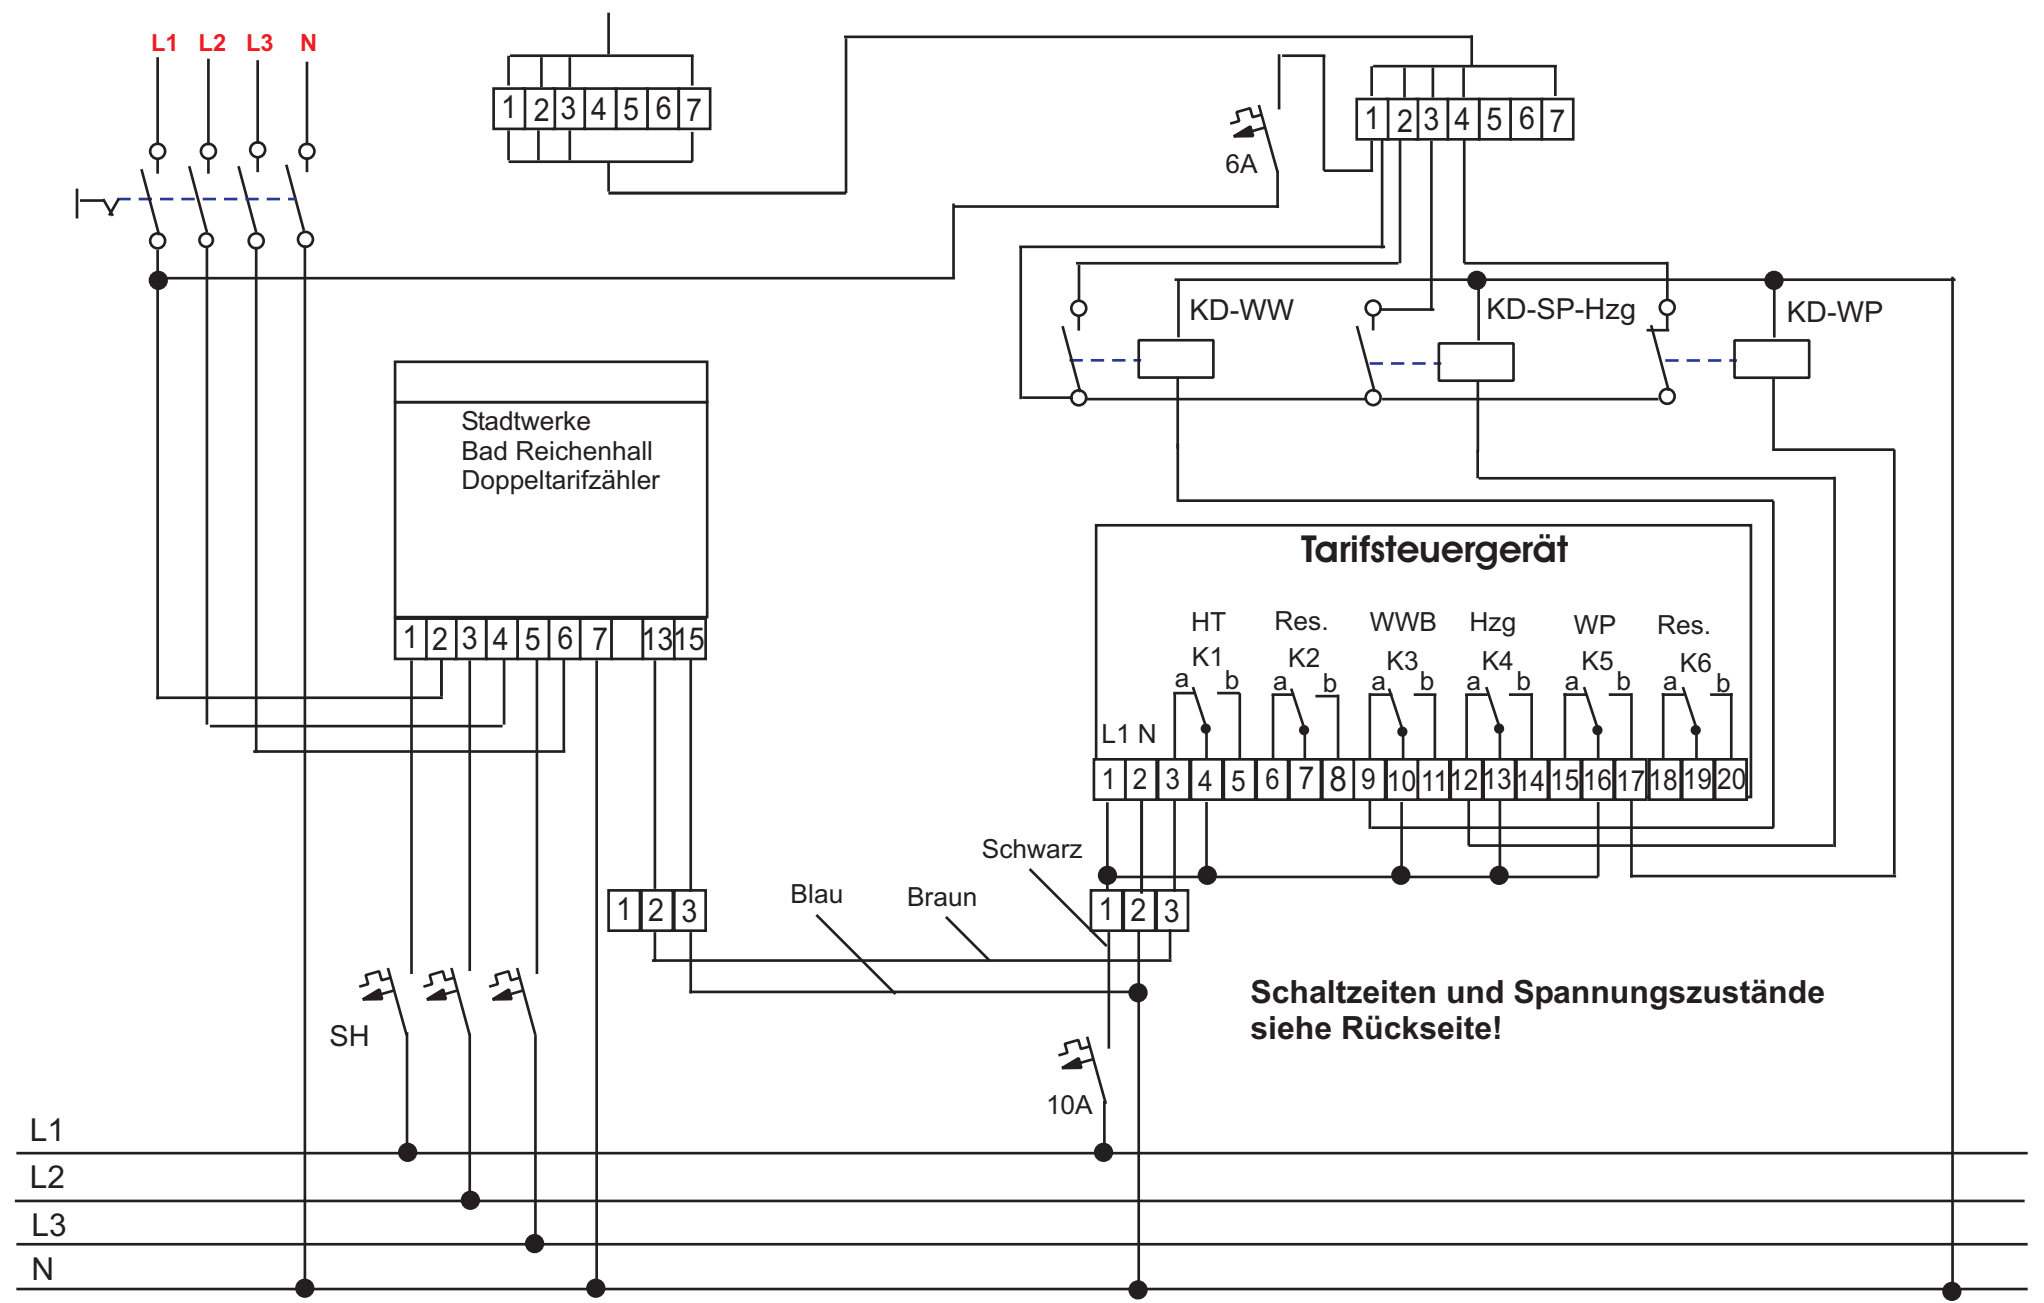 L1 L2 L3 N
1 2 3 4 5 6 7
1 2 3 4 5 6 7
6A
KD-WW
KD-SP-Hzg
KD-WP
Stadtwerke
Bad Reichenhall
Doppeltarifzähler
1 2 3 4 5 6 7 13 15
Tarifsteuergerät
HT Res. WWB Hzg WP Res.
K1 K2 K3 K4 K5 K6
a b a b a b a b a b a b
L1 N
1 2 3 4 5 6 7 8 9 10 11 12 13 14 15 16 17 18 19 20
Schwarz
Blau
Braun
1 2 3
1 2 3
Schaltzeiten und Spannungszustände
siehe Rückseite!
SH
10A
L1
L2
L3
N